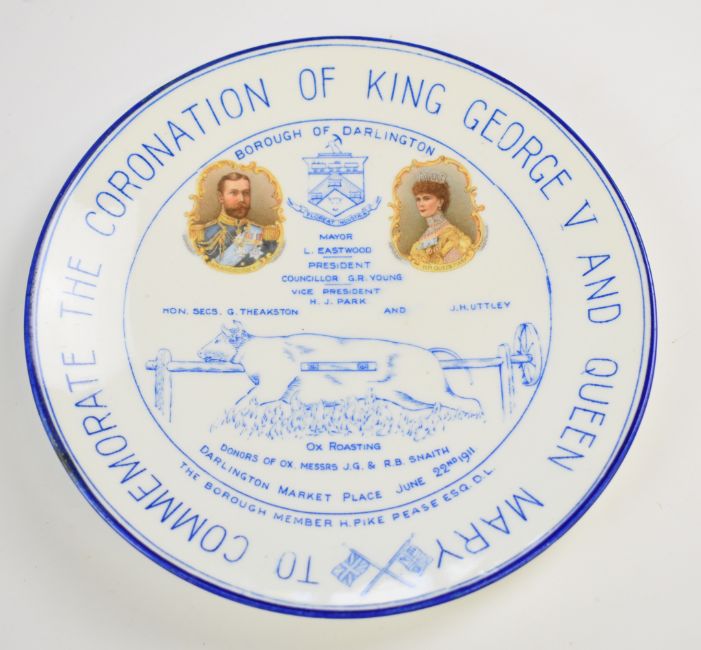 TO COMMEMORATE THE CORONATION OF KING GEORGE V AND QUEEN MARY
BOROUGH OF DARLINGTON
FLOREAT INDUSTRIA
MAYOR
L. EASTWOOD
PRESIDENT
COUNCILLOR G.R. YOUNG
VICE PRESIDENT
H. J. PARK
HON. SECS. G. THEAKSTON AND J.H. UTTLEY
OX ROASTING
DONORS OF OX. MESSRS J.G. & R.B. SNAITH
DARLINGTON MARKET PLACE JUNE 22ND 1911
THE BOROUGH MEMBER H. PIKE PEASE ESQ. D.L.